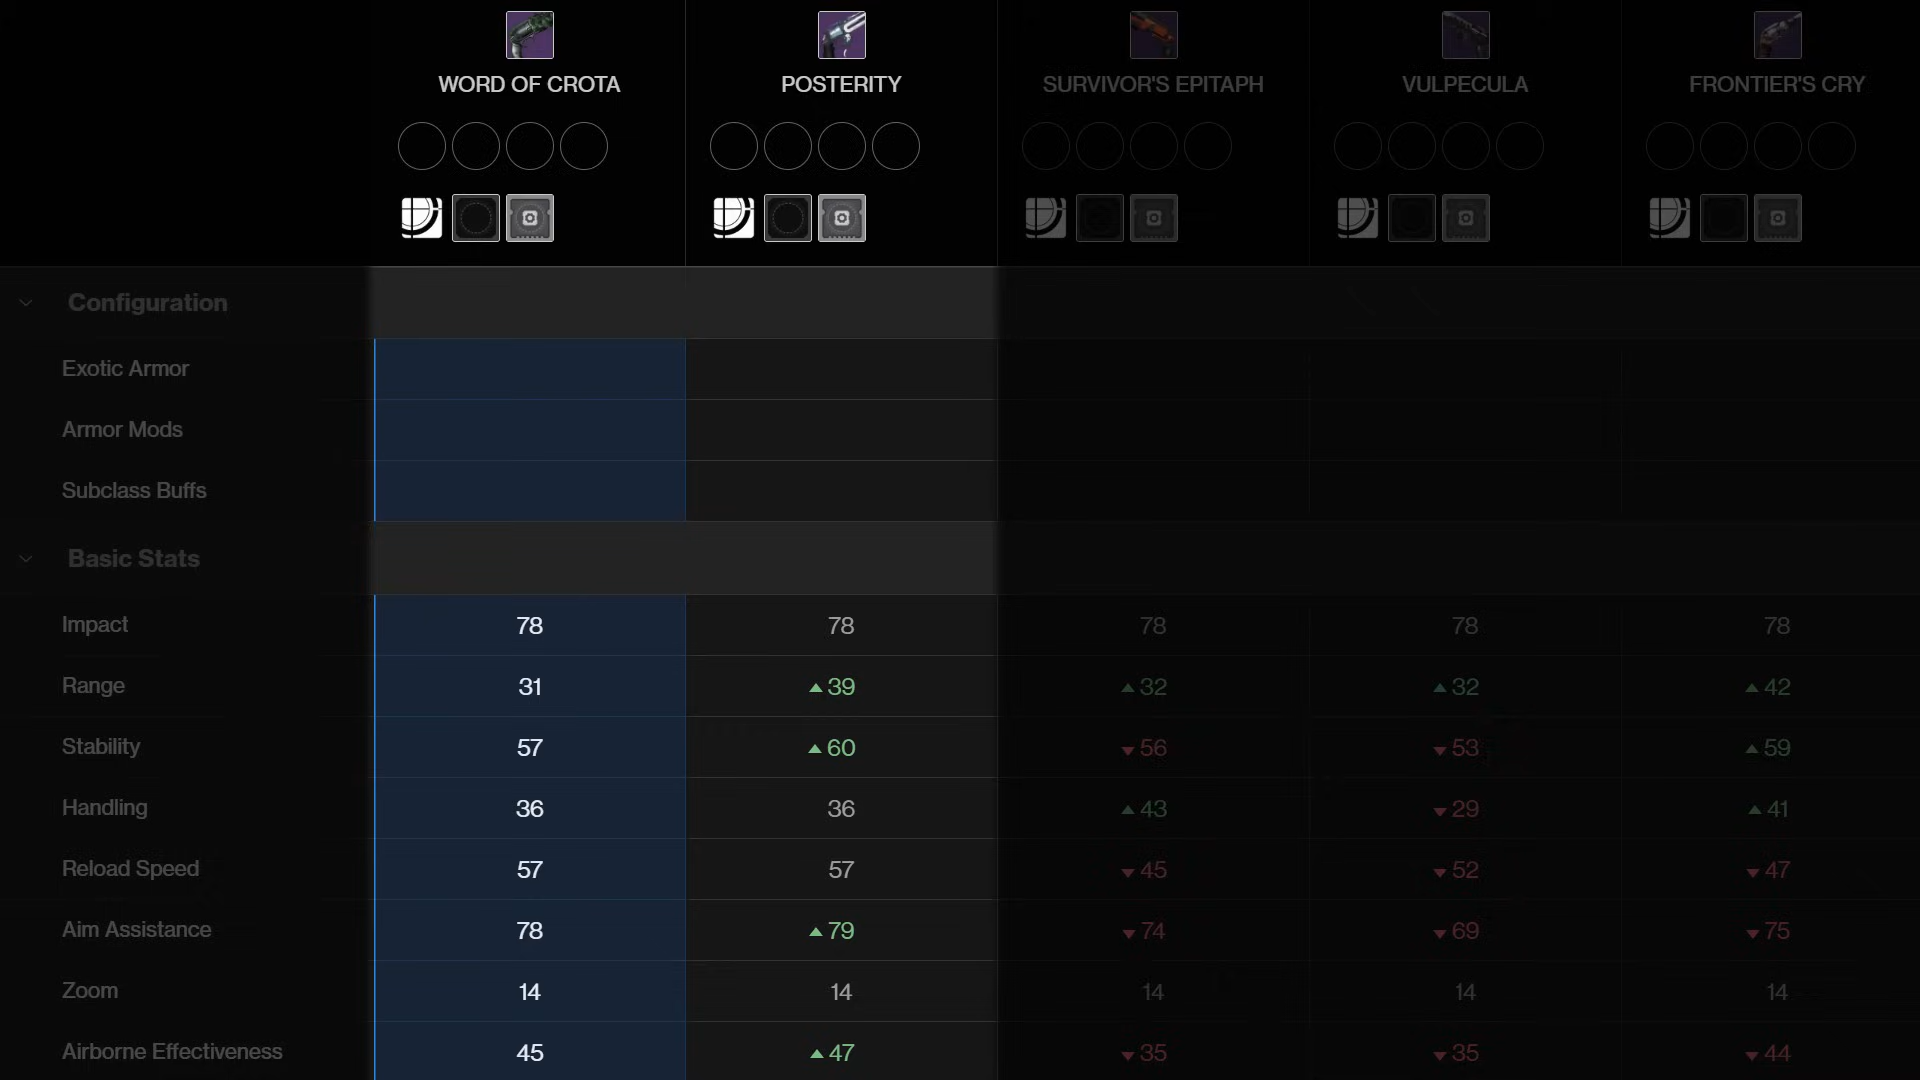 WORD OF CROTA POSTERITY SURVIVOR'S EPITAPH VULPECULA FRONTIER'S CRY
Configuration
Exotic Armor
Armor Mods
Subclass Buffs
Basic Stats
Impact 78 78 78 78 78
Range 31 39 32 32 42
Stability 57 60 56 53 59
Handling 36 36 43 29 41
Reload Speed 57 57 45 52 47
Aim Assistance 78 79 74 69 75
Zoom 14 14 14 14 14
Airborne Effectiveness 45 47 35 35 44